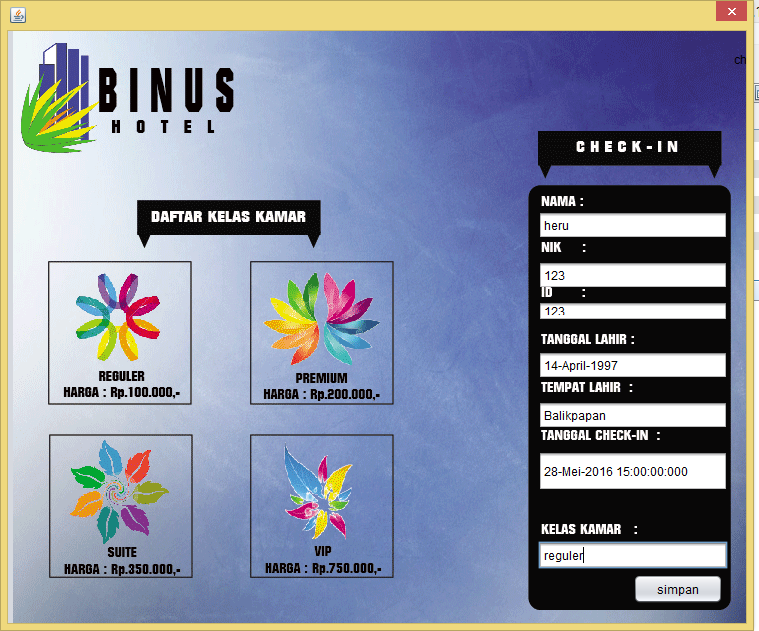 BINUS
HOTEL
ch
CHECK-IN
DAFTAR KELAS KAMAR
REGULER
HARGA : Rp.100.000,-
PREMIUM
HARGA : Rp.200.000,-
SUITE
HARGA : Rp.350.000,-
VIP
HARGA : Rp.750.000,-
NAMA :
heru
NIK :
123
ID :
123
TANGGAL LAHIR :
14-April-1997
TEMPAT LAHIR :
Balikpapan
TANGGAL CHECK-IN :
28-Mei-2016 15:00:00:000
KELAS KAMAR :
reguler
simpan